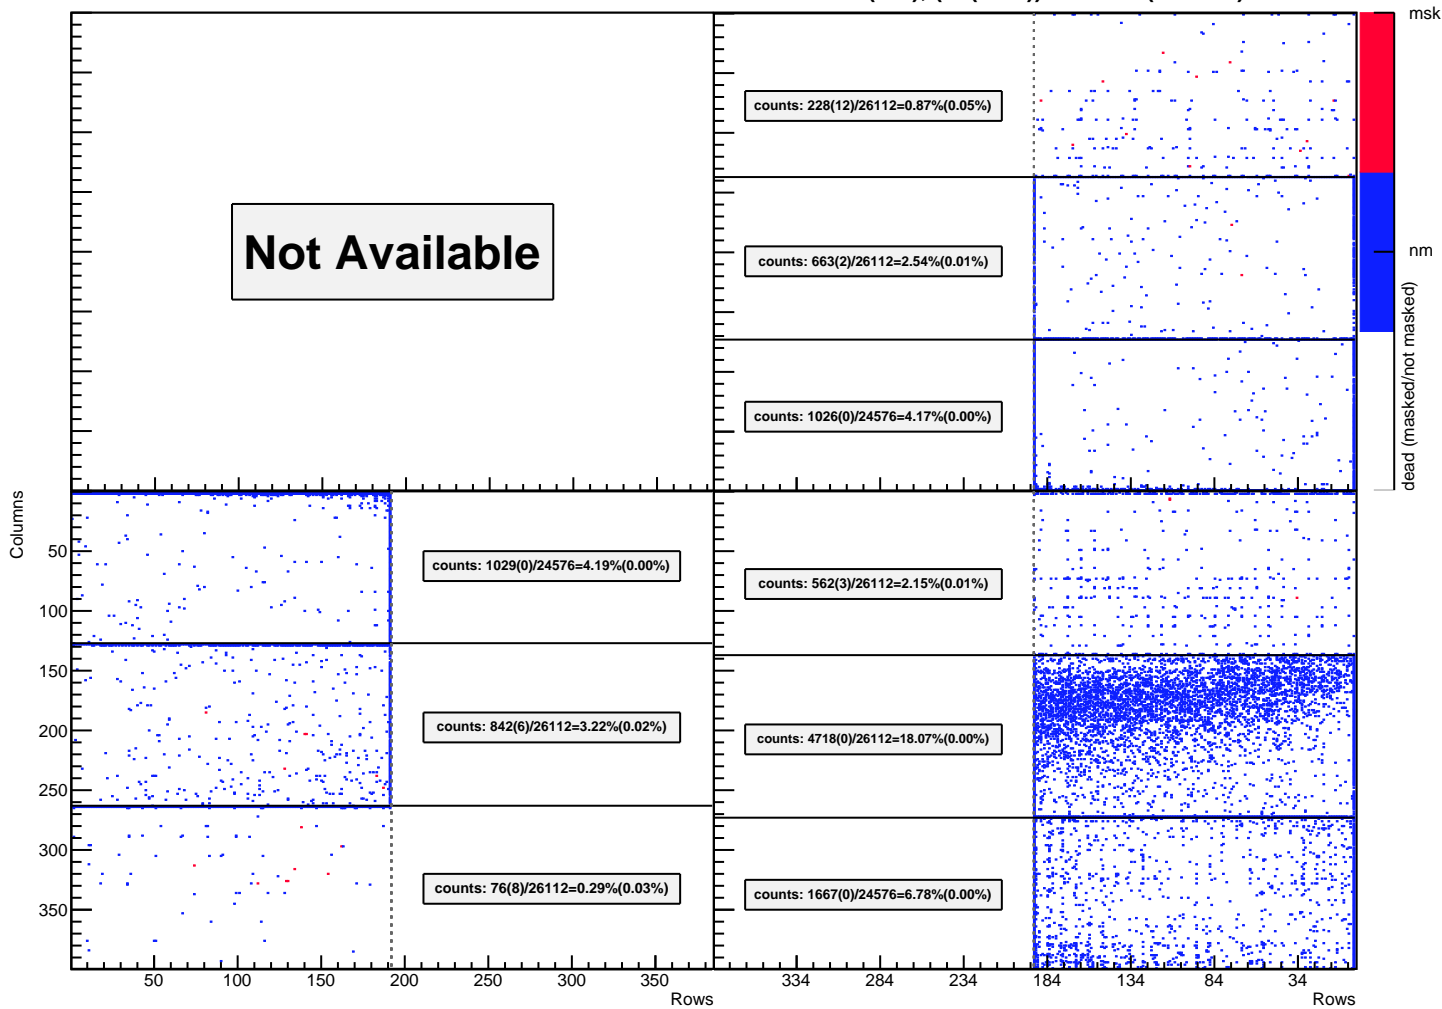 msk
counts: 228(12)/26112=0.87%(0.05%)
Not Available
counts: 663(2)/26112=2.54%(0.01%)
nm
counts: 1026(0)/24576=4.17%(0.00%)
dead (masked/not masked)
Columns
50
100
150
200
250
300
350
counts: 1029(0)/24576=4.19%(0.00%)
counts: 562(3)/26112=2.15%(0.01%)
counts: 842(6)/26112=3.22%(0.02%)
counts: 4718(0)/26112=18.07%(0.00%)
counts: 76(8)/26112=0.29%(0.03%)
counts: 1667(0)/24576=6.78%(0.00%)
50 100 150 200 250 300 350
334 284 234 184 134 84 34
Rows
Rows